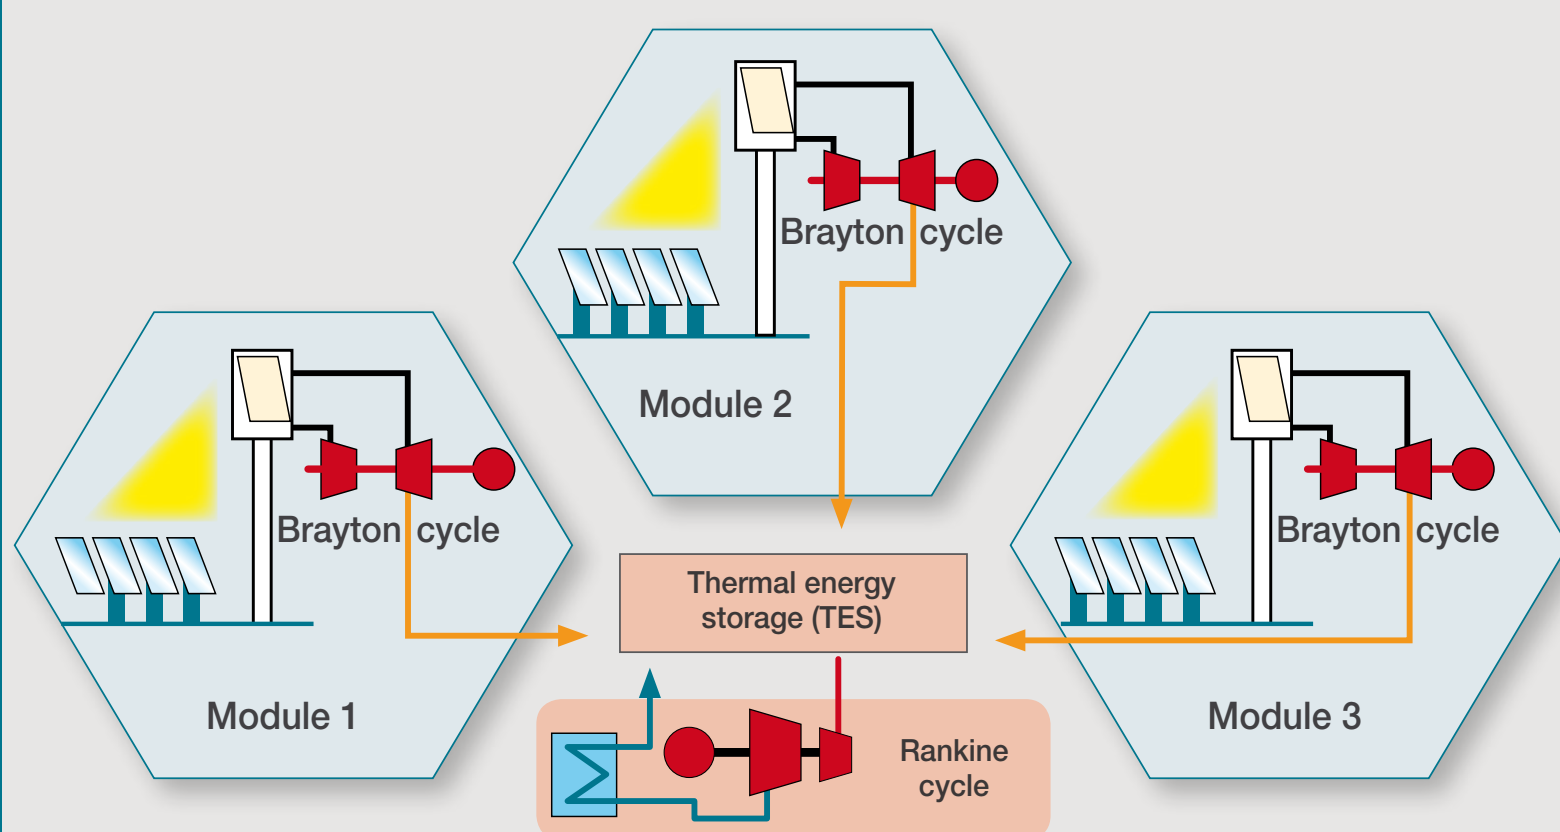 Brayton cycle
Module 2
Brayton cycle
Module 1
Brayton cycle
Module 3
Thermal energy
storage (TES)
Rankine
cycle